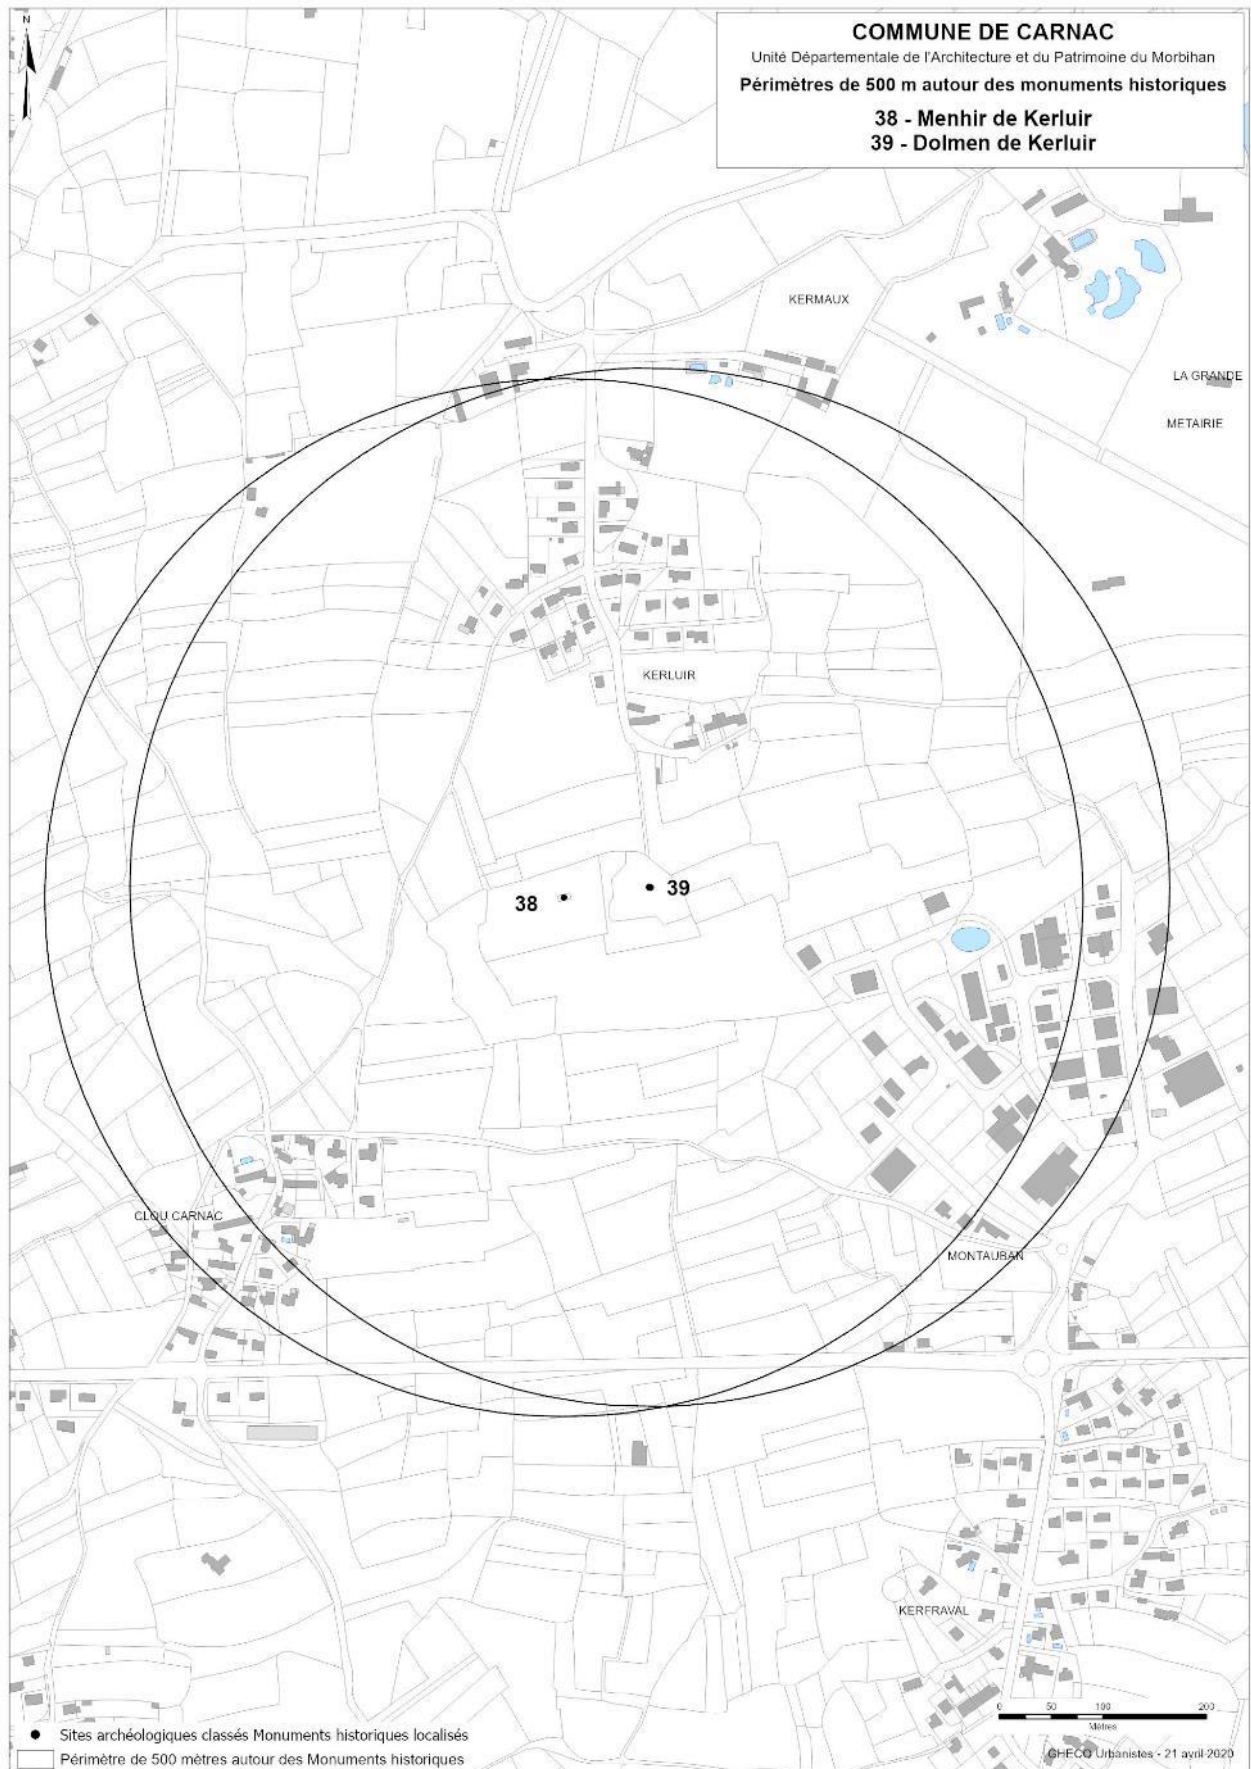 N
COMMUNE DE CARNAC
Unité Départementale de l'Architecture et du Patrimoine du Morbihan
Périmètres de 500 m autour des monuments historiques
38 - Menhir de Kerluir
39 - Dolmen de Kerluir
KERMAUX
LA GRANDE
METAIRIE
KERLUIR
38
39
CLOU CARNAC
MONTAUBAN
KERFRAVAL
0 50 100 200
Mètres
Sites archéologiques classés Monuments historiques localisés
Périmètre de 500 mètres autour des Monuments historiques
GHECO Urbanistes - 21 avril 2020